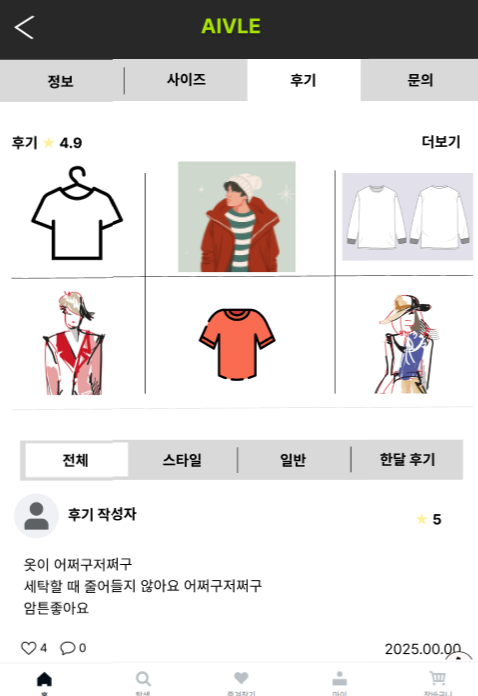 AIVLE
정보 사이즈 후기 문의
후기 ★ 4.9 더보기
전체 스타일 일반 한달 후기
후기 작성자
★ 5
옷이 어쩌구저쩌구
세탁할 때 줄어들지 않아요 어쩌구저쩌구
암튼좋아요
4 0 2025.00.00